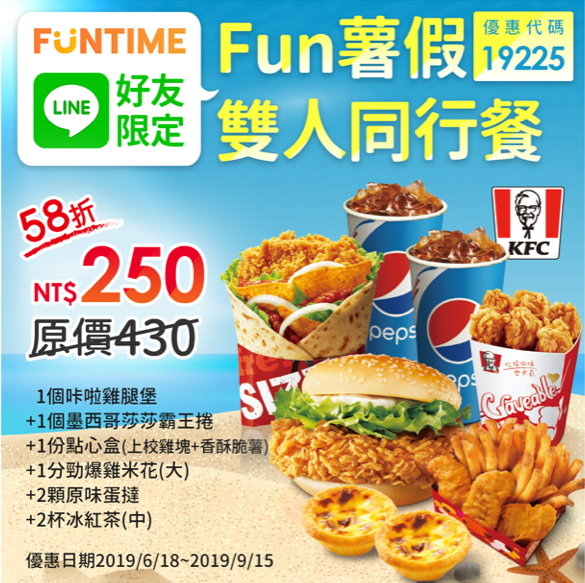 FUNTIME
LINE
好友
限定
Fun薯假
雙人同行餐
優惠代碼
19225
58折
NT$250
原價430
KFC
1個咔啦雞腿堡
+1個墨西哥莎莎霸王捲
+1份點心盒(上校雞塊+香酥脆薯)
+1分勁爆雞米花(大)
+2顆原味蛋撻
+2杯冰紅茶(中)
優惠日期2019/6/18~2019/9/15
peps
Craveable